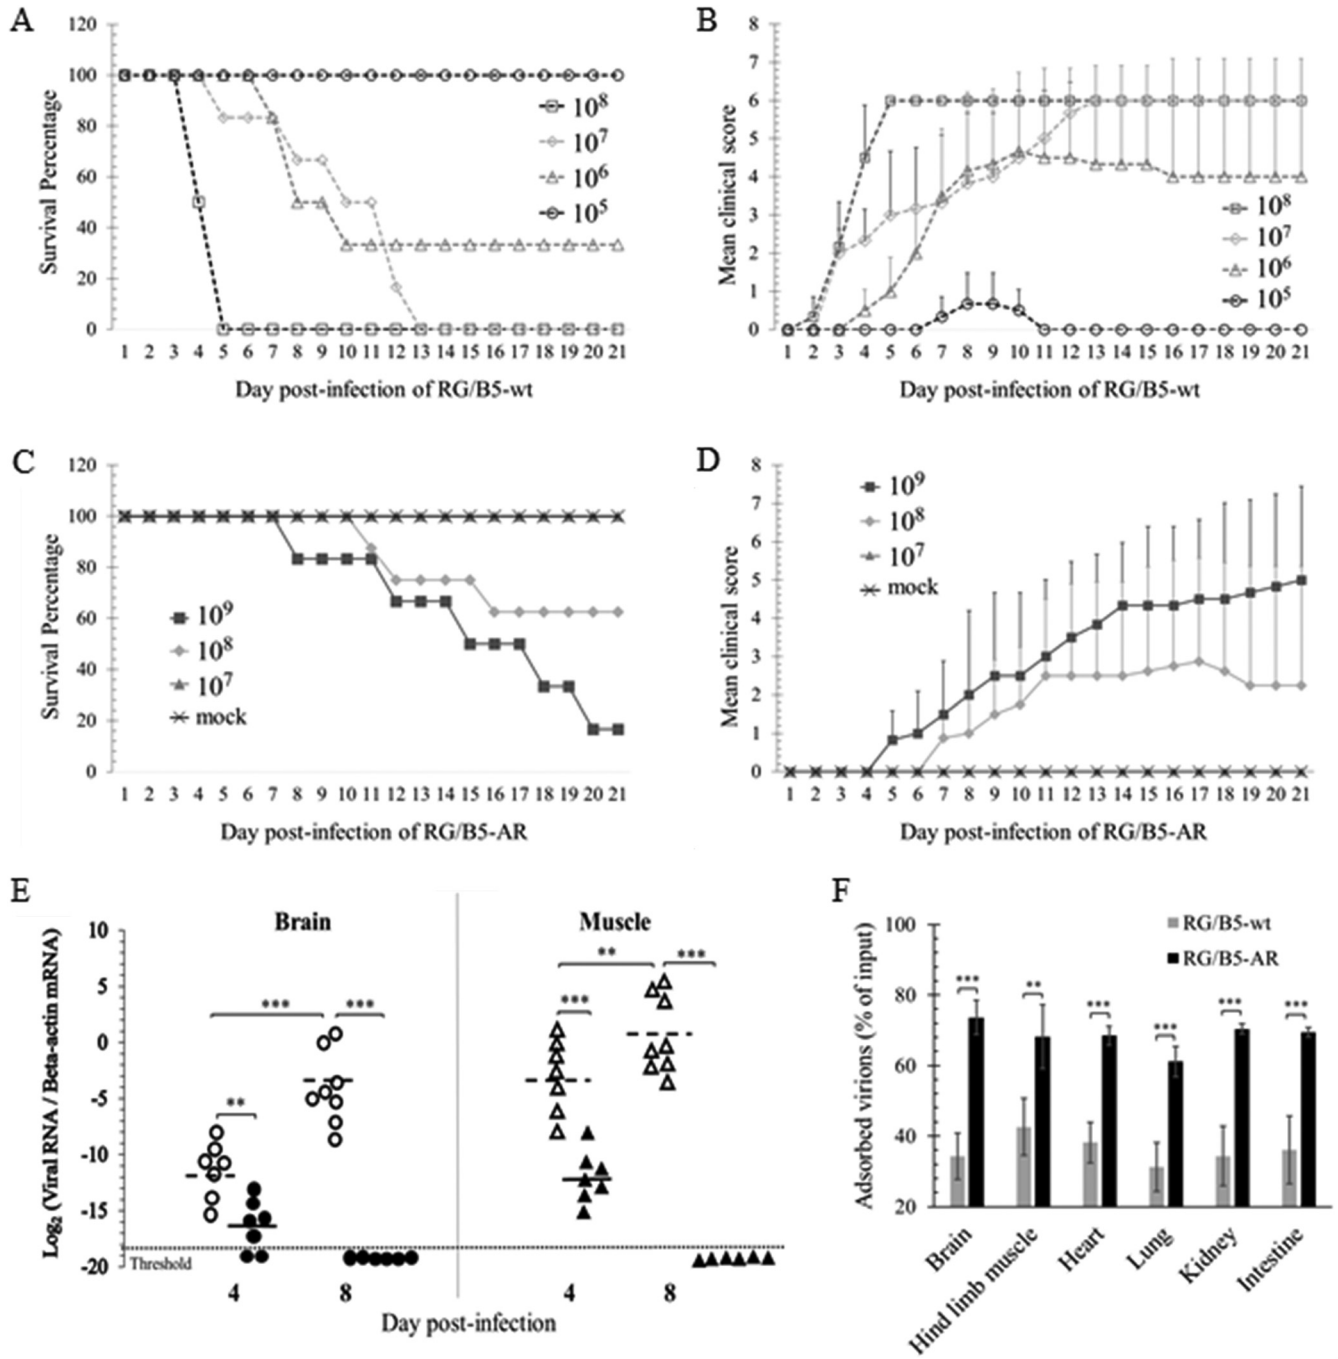 A
120
100
80
60
40
20
0
Survival Percentage
10⁸
10⁷
10⁶
10⁵
1 2 3 4 5 6 7 8 9 10 11 12 13 14 15 16 17 18 19 20 21
Day post-infection of RG/B5-wt
B
8
7
6
5
4
3
2
1
0
Mean clinical score
10⁸
10⁷
10⁶
10⁵
1 2 3 4 5 6 7 8 9 10 11 12 13 14 15 16 17 18 19 20 21
Day post-infection of RG/B5-wt
C
120
100
80
60
40
20
0
Survival Percentage
10⁹
10⁸
10⁷
mock
1 2 3 4 5 6 7 8 9 10 11 12 13 14 15 16 17 18 19 20 21
Day post-infection of RG/B5-AR
D
8
7
6
5
4
3
2
1
0
Mean clinical score
10⁹
10⁸
10⁷
mock
1 2 3 4 5 6 7 8 9 10 11 12 13 14 15 16 17 18 19 20 21
Day post-infection of RG/B5-AR
E
Brain
Muscle
10
5
0
-5
-10
-15
-20
Log₂ (Viral RNA / Beta-actin mRNA)
** ***
*** *** ***
**
Threshold
4 8 4 8
Day post-infection
F
RG/B5-wt
RG/B5-AR
100
80
60
40
20
Adsorbed virions (% of input)
*** ** *** *** *** ***
Brain
Hind limb muscle
Heart
Lung
Kidney
Intestine